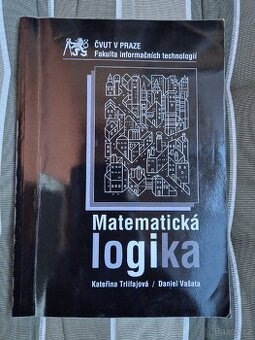 ČVUT V PRAZE
Fakulta informačních technologií
Matematická
logika
Kateřina Trlifajová / Daniel Vašata